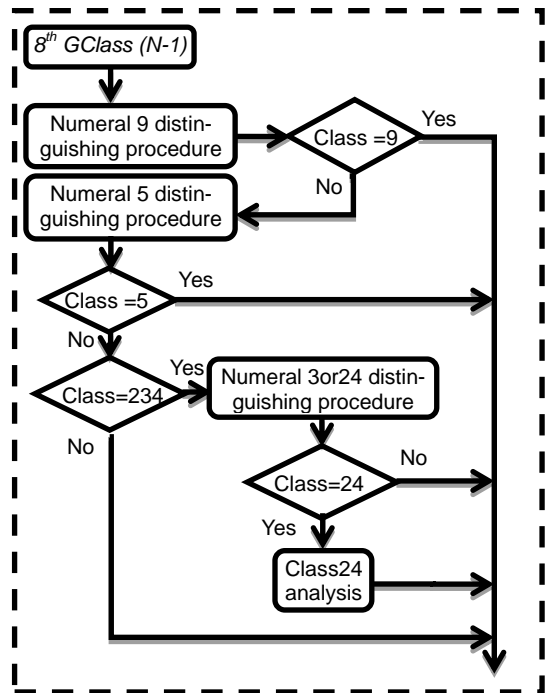 8th GClass (N-1)
Numeral 9 distin-
guishing procedure
Class =9
Yes
No
Numeral 5 distin-
guishing procedure
Class =5
Yes
No
Class=234
Yes
Numeral 3or24 distin-
guishing procedure
No
Class=24
No
Yes
Class24
analysis